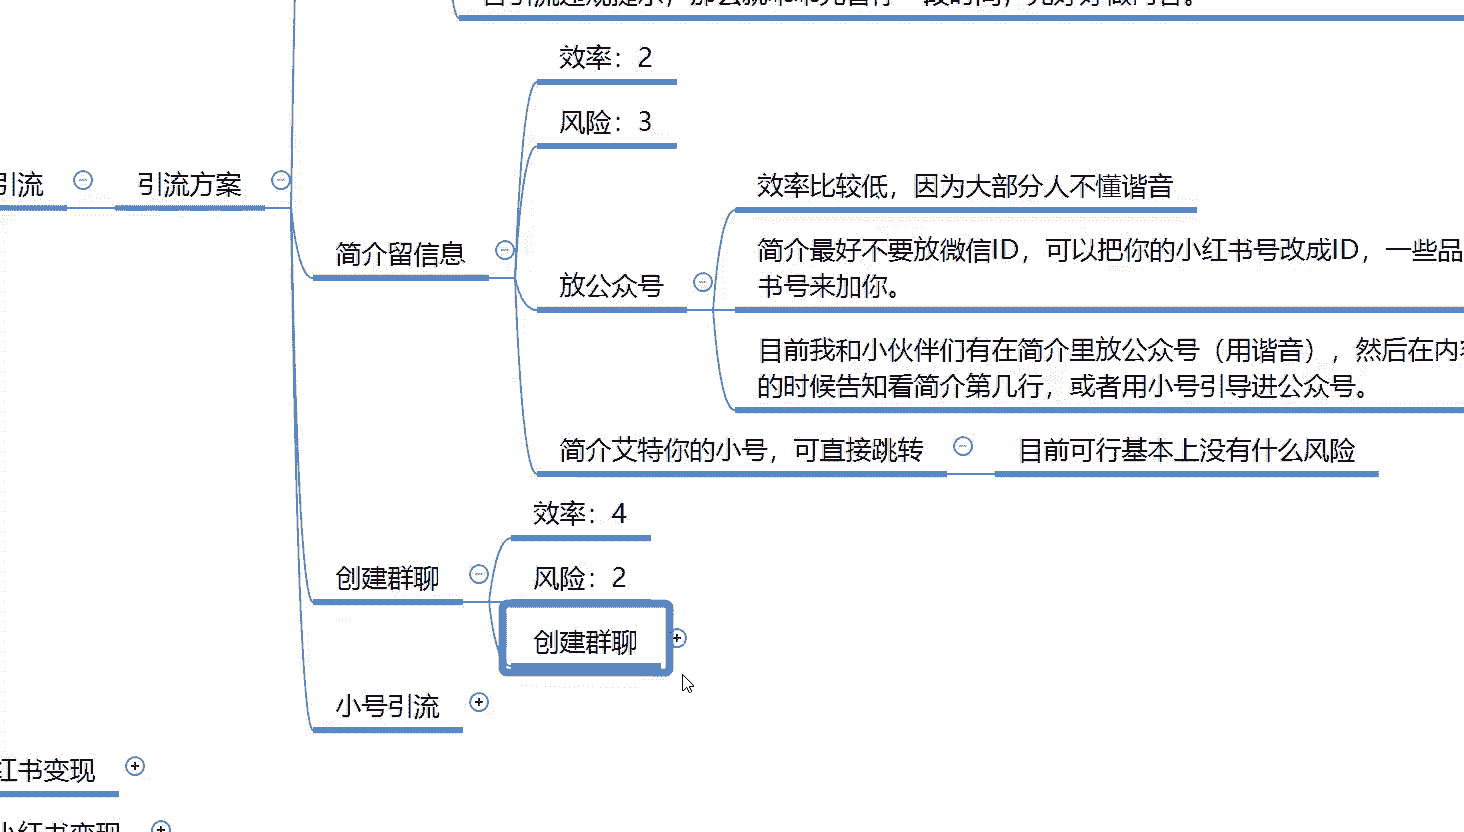 效率：2
风险：3
引流
引流方案
效率比较低，因为大部分人不懂谐音
简介留信息
简介最好不要放微信ID，可以把你的小红书号改成ID，一些品
书号来加你。
放公众号
目前我和小伙伴们有在简介里放公众号（用谐音），然后在内
的时候告知看简介第几行，或者用小号引导进公众号。
简介艾特你的小号，可直接跳转
目前可行基本上没有什么风险
效率：4
创建群聊
风险：2
创建群聊
小号引流
红书变现
小红书变现